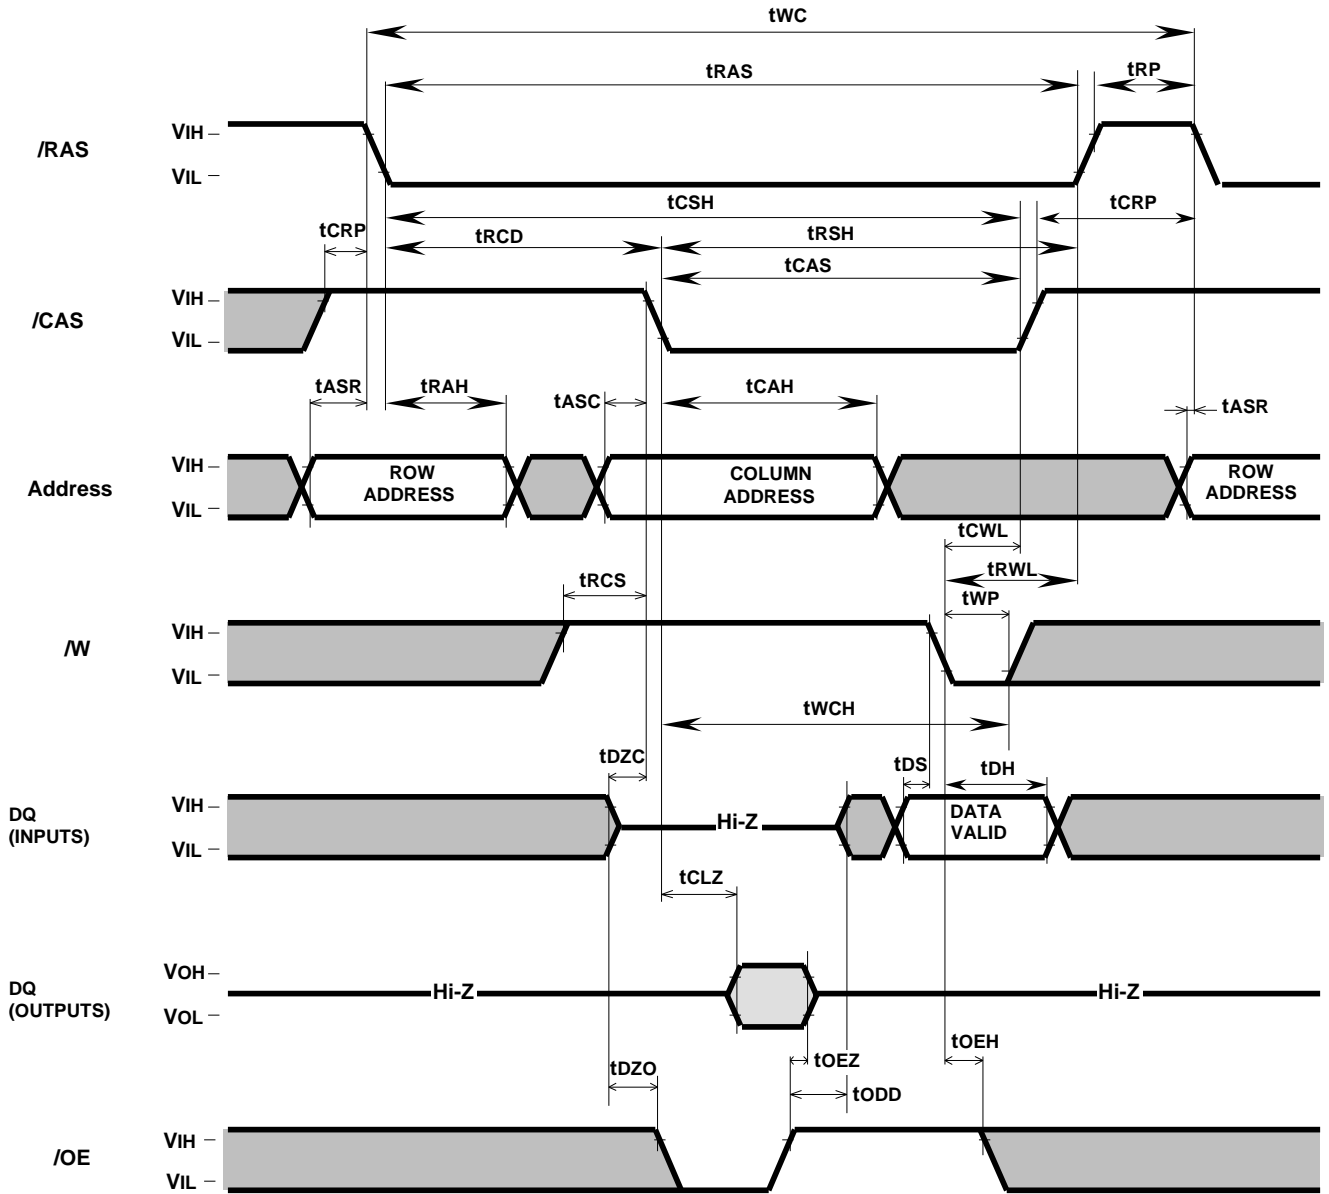 tWC
tRAS
tRP
/RAS
VIH
VIL
tCSH
tCRP
tCRP
tRCD
tRSH
tCAS
/CAS
VIH
VIL
tASR
tRAH
tASC
tCAH
tASR
Address
VIH
VIL
ROW
ADDRESS
COLUMN
ADDRESS
ROW
ADDRESS
tCWL
tRWL
tRCS
tWP
/W
VIH
VIL
tWCH
tDZC
tDS
tDH
DQ
(INPUTS)
VIH
VIL
Hi-Z
DATA
VALID
tCLZ
DQ
(OUTPUTS)
VOH
VOL
Hi-Z
Hi-Z
tDZO
tOEZ
tOEH
tODD
/OE
VIH
VIL